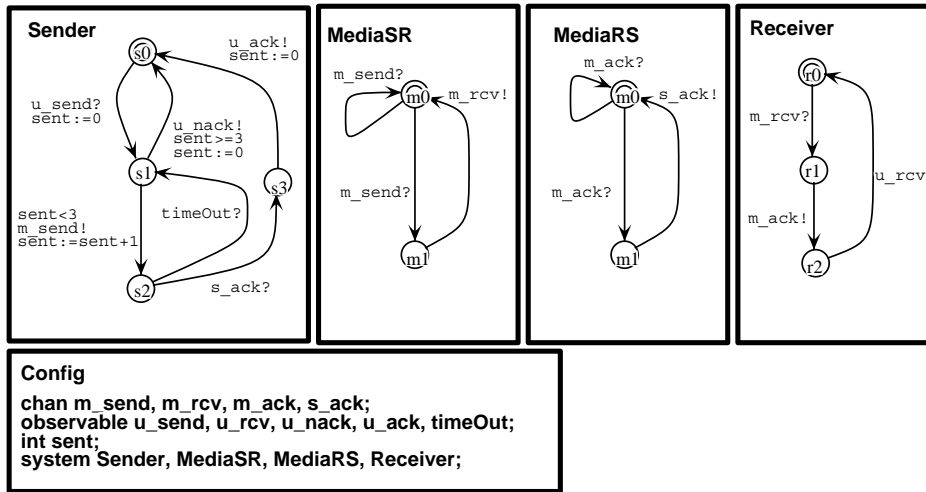 Sender
u_ack!
sent:=0
s0
u_send?
sent:=0
u_nack!
sent>=3
sent:=0
s1
s3
sent<3
m_send!
sent:=sent+1
timeOut?
s2
s_ack?
MediaSR
m_send?
m0
m_rcv!
m_send?
m1
MediaRS
m_ack?
m0
s_ack!
m_ack?
m1
Receiver
r0
m_rcv?
r1
u_rcv
m_ack!
r2
Config
chan m_send, m_rcv, m_ack, s_ack;
observable u_send, u_rcv, u_nack, u_ack, timeOut;
int sent;
system Sender, MediaSR, MediaRS, Receiver;